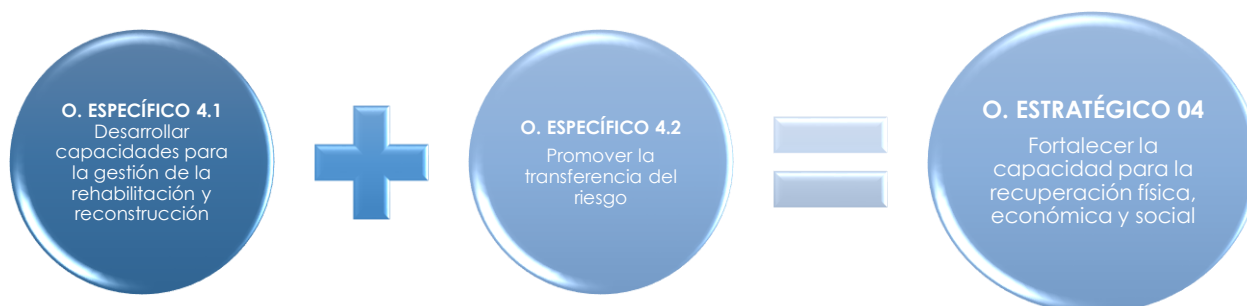 O. ESPECÍFICO 4.1
Desarrollar
capacidades para
la gestión de la
rehabilitación y
reconstrucción
O. ESPECÍFICO 4.2
Promover la
transferencia del
riesgo
O. ESTRATÉGICO 04
Fortalecer la
capacidad para la
recuperación física,
económica y social